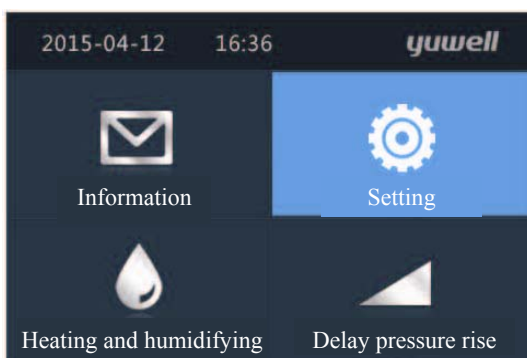 2015-04-12 16:36 yuwell
Information Setting
Heating and humidifying Delay pressure rise